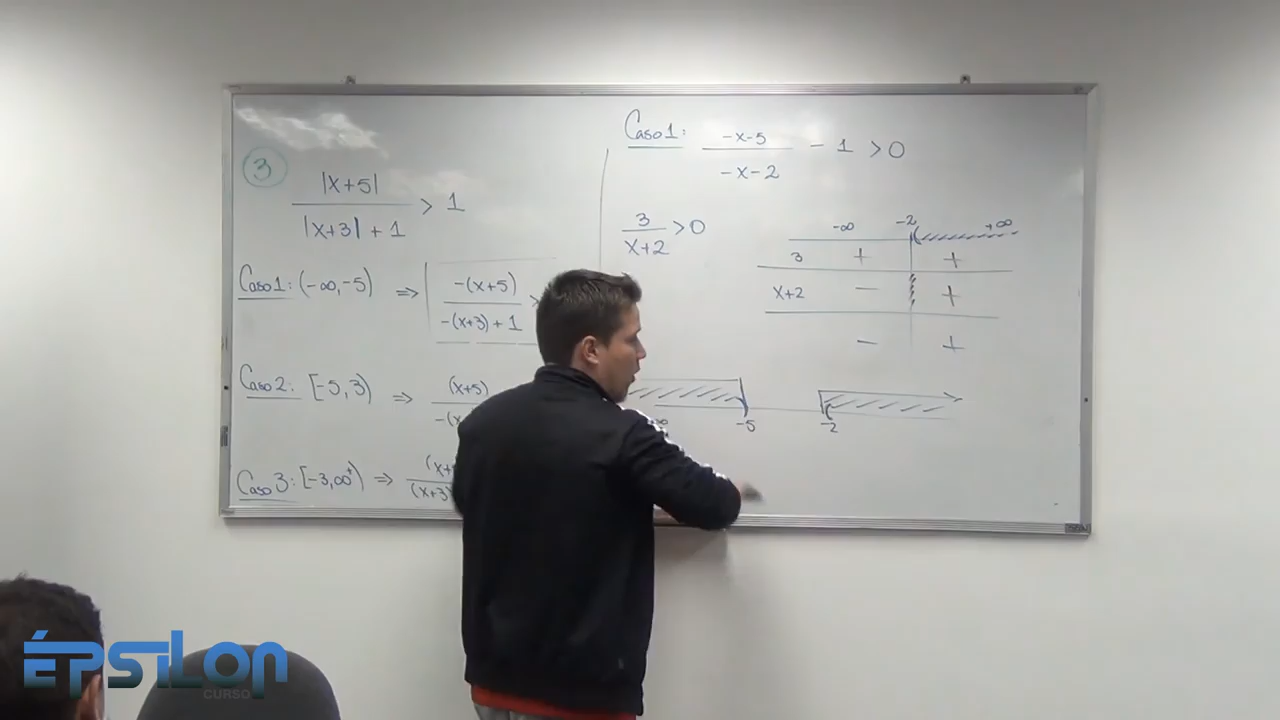 3
|x+5|
|x+3| + 1
> 1
Caso 1: (-∞,-5) ⇒ -(x+5)
-(x+3) + 1
Caso 2: [-5,3) ⇒ (x+5)
Caso 3: [-3,∞⁺) ⇒
Caso 1: -x-5
-x-2
- 1 > 0
3
x+2
>0
-∞ -2 +∞
3 + +
x+2 - +
- +
-5 -2
ÉPSILON
CURSO